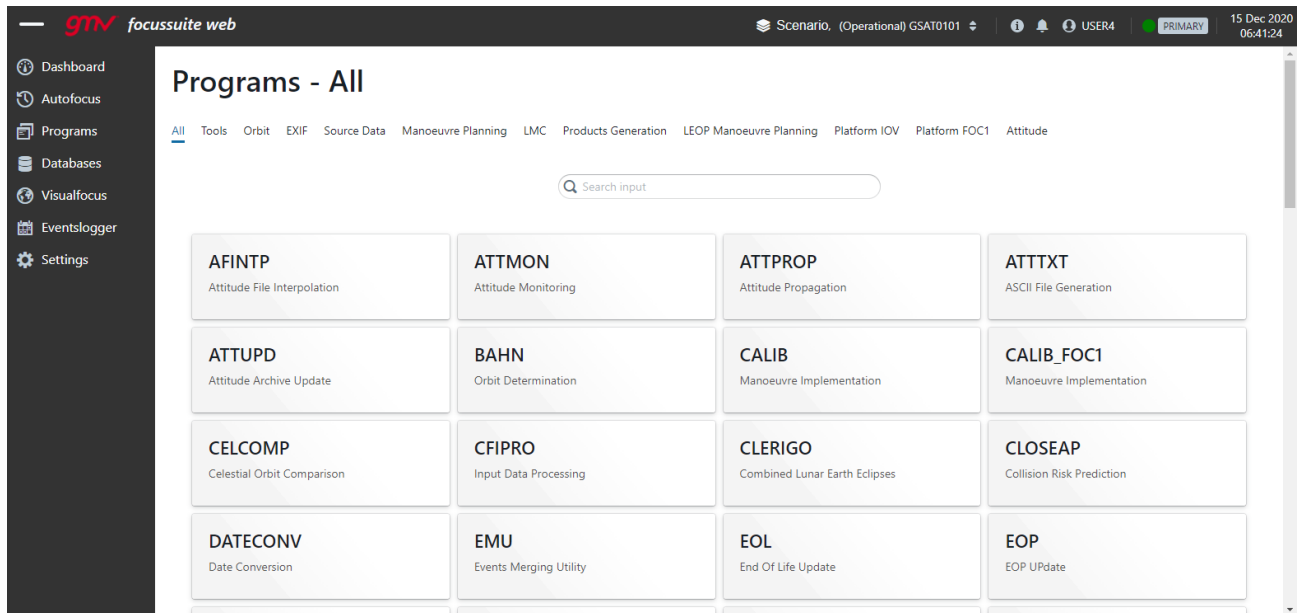 gmv focussuite web
Scenario, (Operational) GSAT0101
USER4
PRIMARY
15 Dec 2020
06:41:24
Dashboard
Autofocus
Programs
Databases
Visualfocus
Eventslogger
Settings
Programs - All
All Tools Orbit EXIF Source Data Manoeuvre Planning LMC Products Generation LEOP Manoeuvre Planning Platform IOV Platform FOC1 Attitude
Search input
AFINTP
Attitude File Interpolation
ATTMON
Attitude Monitoring
ATTPROP
Attitude Propagation
ATTTXT
ASCII File Generation
ATTUPD
Attitude Archive Update
BAHN
Orbit Determination
CALIB
Manoeuvre Implementation
CALIB_FOC1
Manoeuvre Implementation
CELCOMP
Celestial Orbit Comparison
CFIPRO
Input Data Processing
CLERIGO
Combined Lunar Earth Eclipses
CLOSEAP
Collision Risk Prediction
DATECONV
Date Conversion
EMU
Events Merging Utility
EOL
End Of Life Update
EOP
EOP UPdate